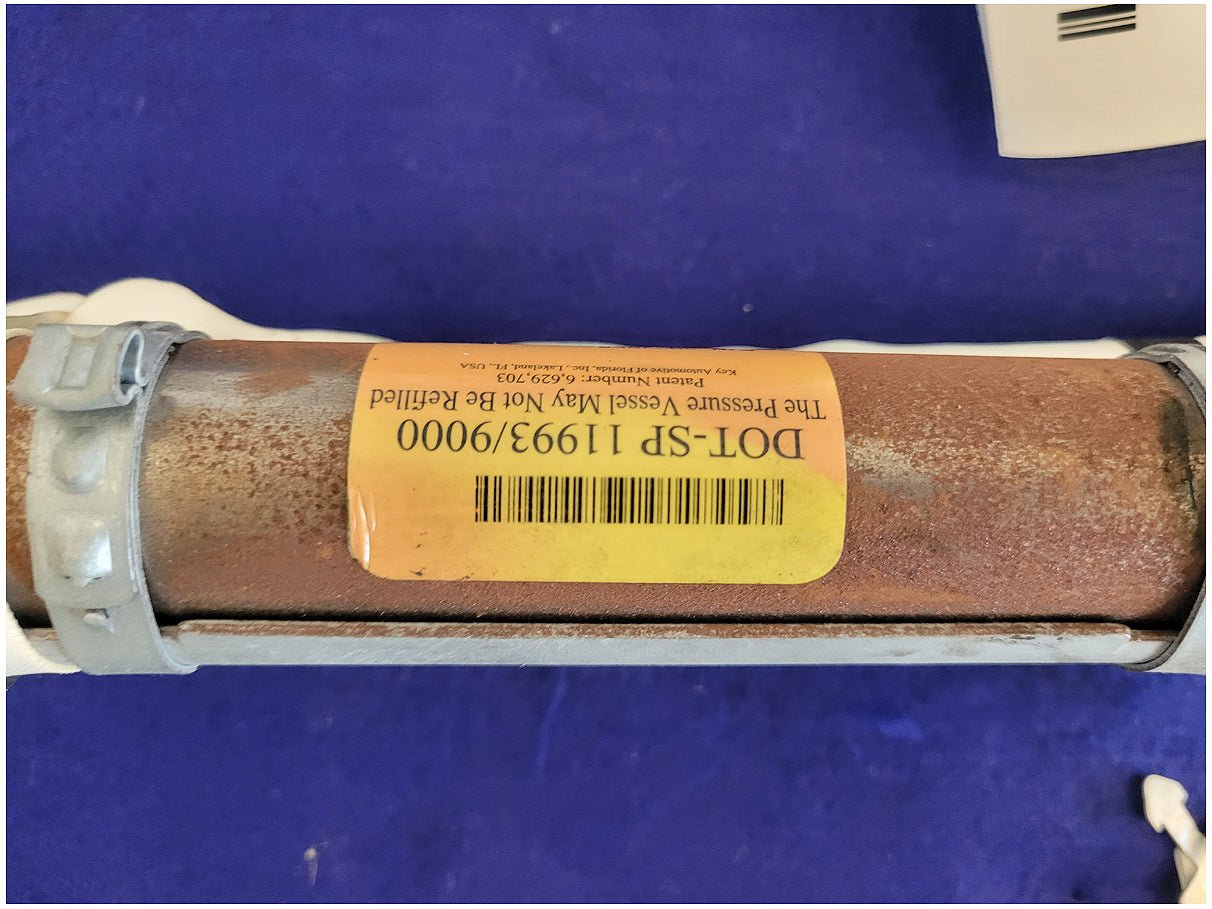 DOT-SP 11993/9000
The Pressure Vessel May Not Be Refilled
Patent Number: 6,629,703
Key Automotive of Florida, Inc., Lakeland, FL, USA